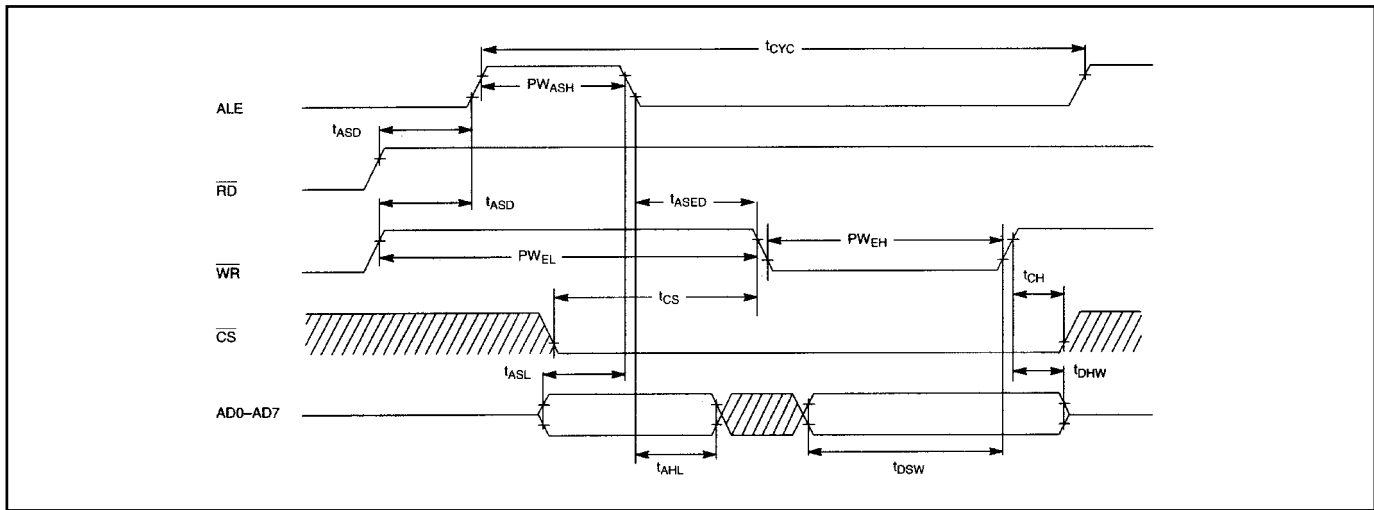 tCYC
PWASH
ALE
tASD
RD
tASD
tASED
PWEH
WR
PWEL
tCH
tCS
CS
tASL
tDHW
AD0–AD7
tAHL
tDSW